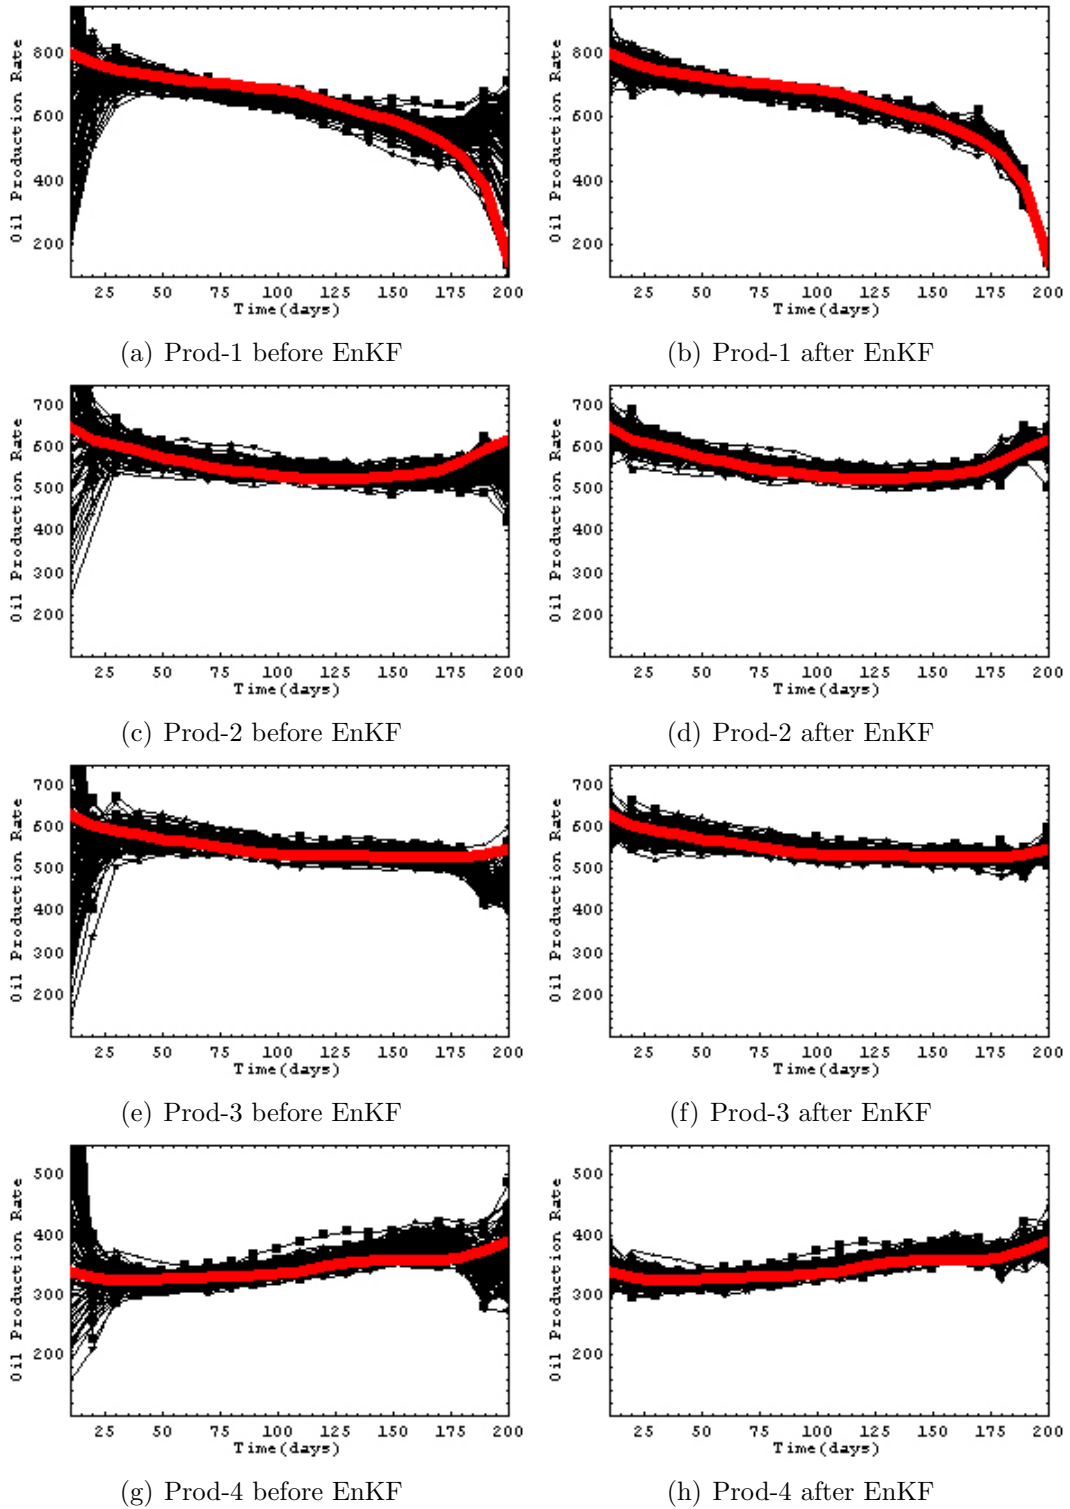 Oil Production Rate
800
600
400
200
25 50 75 100 125 150 175 200
Time(days)
(a) Prod-1 before EnKF
Oil Production Rate
800
600
400
200
25 50 75 100 125 150 175 200
Time(days)
(b) Prod-1 after EnKF
Oil Production Rate
700
600
500
400
300
200
25 50 75 100 125 150 175 200
Time(days)
(c) Prod-2 before EnKF
Oil Production Rate
700
600
500
400
300
200
25 50 75 100 125 150 175 200
Time(days)
(d) Prod-2 after EnKF
Oil Production Rate
700
600
500
400
300
200
25 50 75 100 125 150 175 200
Time(days)
(e) Prod-3 before EnKF
Oil Production Rate
700
600
500
400
300
200
25 50 75 100 125 150 175 200
Time(days)
(f) Prod-3 after EnKF
Oil Production Rate
500
400
300
200
25 50 75 100 125 150 175 200
Time(days)
(g) Prod-4 before EnKF
Oil Production Rate
500
400
300
200
25 50 75 100 125 150 175 200
Time(days)
(h) Prod-4 after EnKF